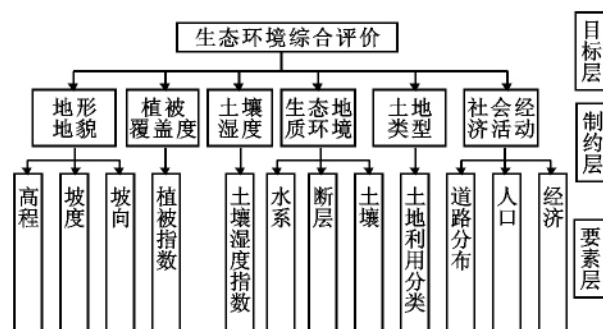 生态环境综合评价
目标层
地形
地貌
植被
覆盖度
土壤
湿度
生态地
质环境
土地
类型
社会经
济活动
制约层
高程
坡度
坡向
植被指数
土壤湿度指数
水系
断层
土壤
土地利用分类
道路分布
人口
经济
要素层